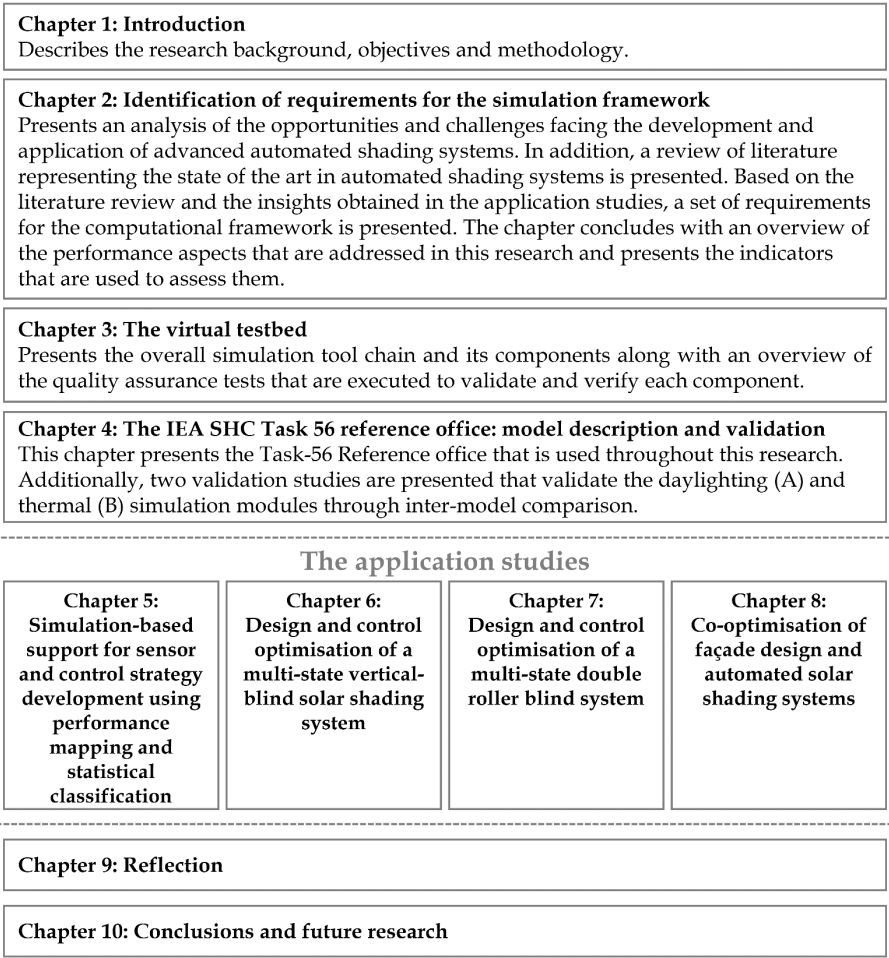 Chapter 1: Introduction
Describes the research background, objectives and methodology.
Chapter 2: Identification of requirements for the simulation framework
Presents an analysis of the opportunities and challenges facing the development and
application of advanced automated shading systems. In addition, a review of literature
representing the state of the art in automated shading systems is presented. Based on the
literature review and the insights obtained in the application studies, a set of requirements
for the computational framework is presented. The chapter concludes with an overview of
the performance aspects that are addressed in this research and presents the indicators
that are used to assess them.
Chapter 3: The virtual testbed
Presents the overall simulation tool chain and its components along with an overview of
the quality assurance tests that are executed to validate and verify each component.
Chapter 4: The IEA SHC Task 56 reference office: model description and validation
This chapter presents the Task-56 Reference office that is used throughout this research.
Additionally, two validation studies are presented that validate the daylighting (A) and
thermal (B) simulation modules through inter-model comparison.
The application studies
Chapter 5:
Simulation-based
support for sensor
and control strategy
development using
performance
mapping and
statistical
classification
Chapter 6:
Design and control
optimisation of a
multi-state vertical-
blind solar shading
system
Chapter 7:
Design and control
optimisation of a
multi-state double
roller blind system
Chapter 8:
Co-optimisation of
façade design and
automated solar
shading systems
Chapter 9: Reflection
Chapter 10: Conclusions and future research